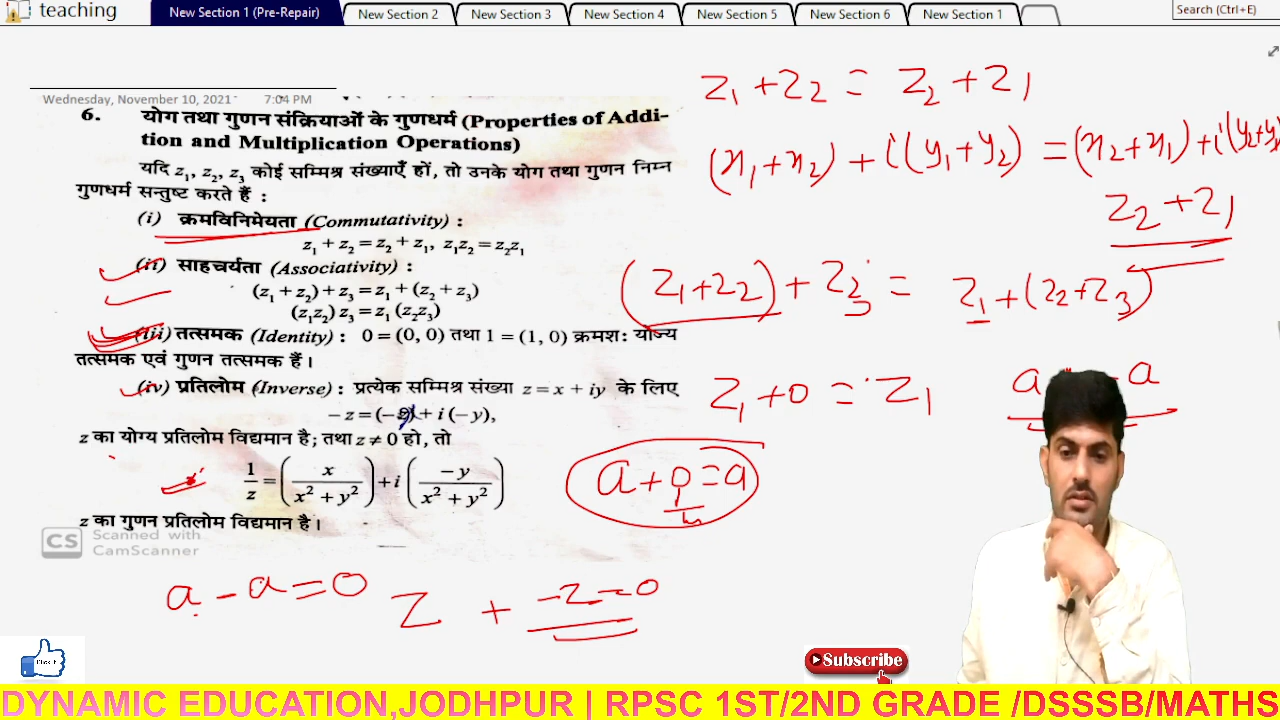 teaching
New Section 1 (Pre-Repair)
New Section 2
New Section 3
New Section 4
New Section 5
New Section 6
New Section 1
Search (Ctrl+E)
Wednesday, November 10, 2021 7:04 PM
6. योग तथा गुणन संक्रियाओं के गुणधर्म (Properties of Addi-
tion and Multiplication Operations)
यदि z₁, z₂, z₃ कोई सम्मिश्र संख्याएँ हों, तो उनके योग तथा गुणन निम्न
गुणधर्म सन्तुष्ट करते हैं :
(i) क्रमविनिमेयता (Commutativity) :
z₁ + z₂ = z₂ + z₁, z₁z₂ = z₂z₁
(ii) साहचर्यता (Associativity) :
(z₁ + z₂) + z₃ = z₁ + (z₂ + z₃)
(z₁z₂) z₃ = z₁ (z₂z₃)
(iii) तत्समक (Identity) : 0 = (0, 0) तथा 1 = (1, 0) क्रमशः योज्य
तत्समक एवं गुणन तत्समक हैं।
(iv) प्रतिलोम (Inverse) : प्रत्येक सम्मिश्र संख्या z = x + iy के लिए
– z = (–x) + i (– y),
z का योग्य प्रतिलोम विद्यमान है; तथा z ≠ 0 हो, तो
1/z = (x/(x² + y²)) + i (–y/(x² + y²))
z का गुणन प्रतिलोम विद्यमान है।
CS Scanned with
CamScanner
z₁ + z₂ = z₂ + z₁
(x₁ + x₂) + i(y₁ + y₂) = (x₂ + x₁) + i(y₂ + y
z₂ + z₁
(z₁ + z₂) + z₃ = z₁ + (z₂ + z₃)
z₁ + 0 = z₁
a
a
a + 0 = a
a – a = 0
z + –z = 0
Click it
Subscribe
DYNAMIC EDUCATION,JODHPUR | RPSC 1ST/2ND GRADE /DSSSB/MATHS